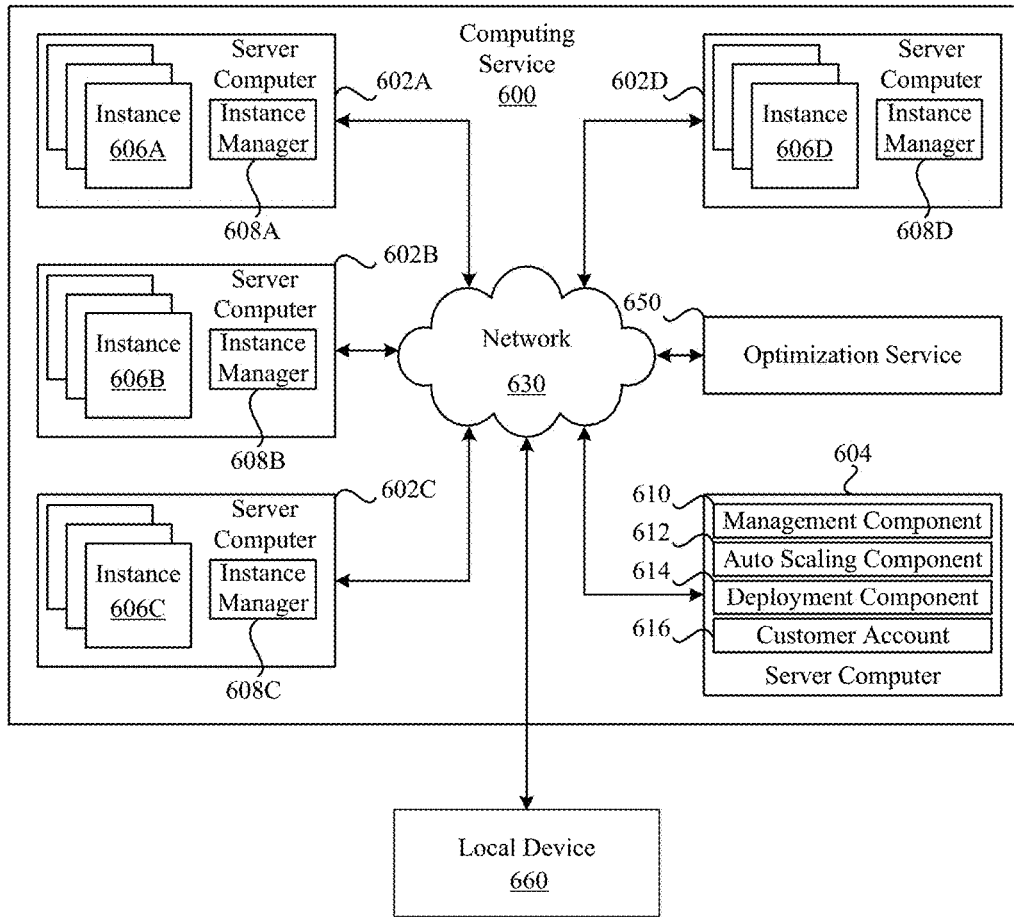 Computing
Service
600
Server
Computer
602A
Instance
606A
Instance
Manager
608A
Server
Computer
602D
Instance
606D
Instance
Manager
608D
Server
Computer
602B
Instance
606B
Instance
Manager
608B
Network
630
650
Optimization Service
Server
Computer
602C
Instance
606C
Instance
Manager
608C
604
610
Management Component
612
Auto Scaling Component
614
Deployment Component
616
Customer Account
Server Computer
Local Device
660